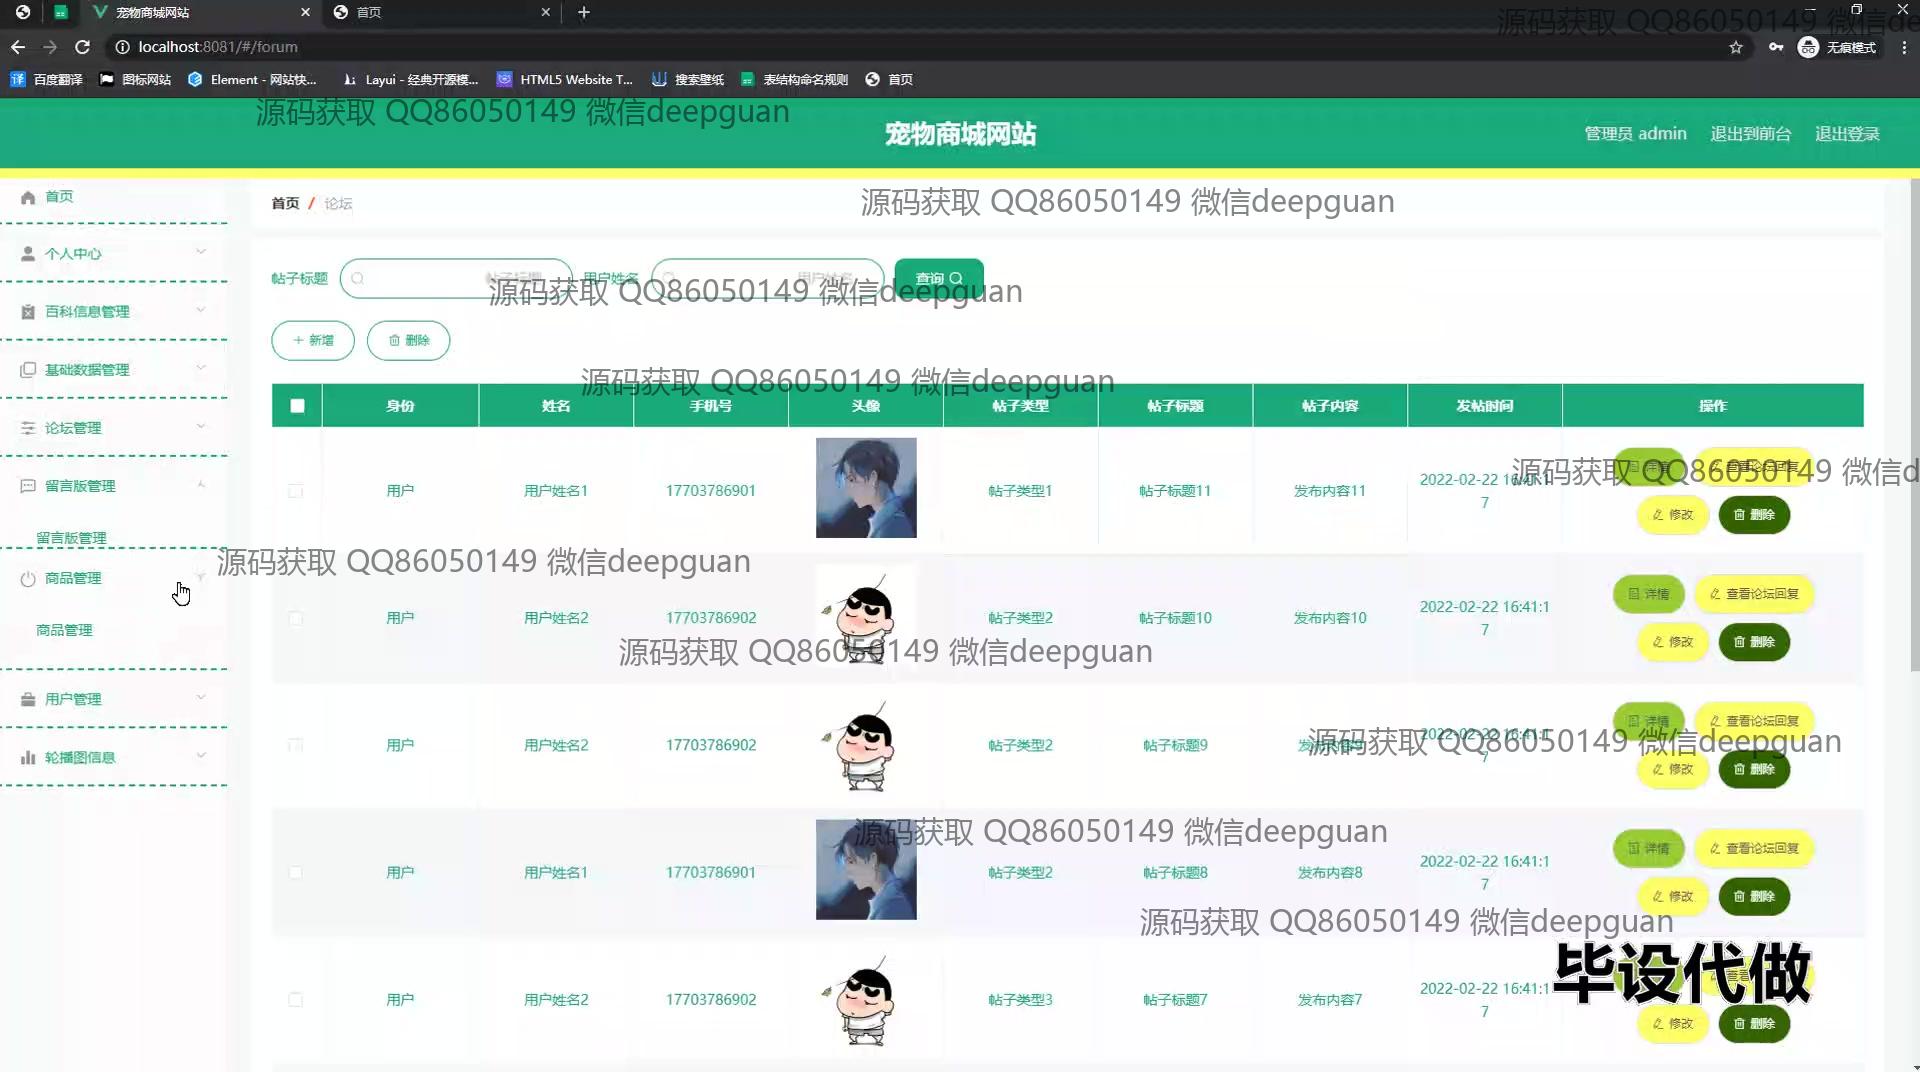 宠物商城网站
首页
localhost:8081/#/forum
无痕模式
百度翻译
图标网站
Element - 网站快...
Layui - 经典开源模...
HTML5 Website T...
搜索壁纸
表结构命名规则
首页
源码获取 QQ86050149 微信de
源码获取 QQ86050149 微信deepguan
宠物商城网站
管理员 admin
退出到前台
退出登录
首页
个人中心
百科信息管理
基础数据管理
论坛管理
留言版管理
留言版管理
商品管理
商品管理
用户管理
轮播图信息
首页 / 论坛
源码获取 QQ86050149 微信deepguan
帖子标题
用户姓名
查询
源码获取 QQ86050149 微信deepguan
新增
删除
源码获取 QQ86050149 微信deepguan
身份 姓名 手机号 头像 帖子类型 帖子标题 帖子内容 发帖时间 操作
用户 用户姓名1 17703786901 帖子类型1 帖子标题11 发布内容11 2022-02-22 16:41:1
7
详情 查看论坛回复
修改 删除
源码获取 QQ86050149 微信d
源码获取 QQ86050149 微信deepguan
用户 用户姓名2 17703786902 帖子类型2 帖子标题10 发布内容10 2022-02-22 16:41:1
7
详情 查看论坛回复
修改 删除
源码获取 QQ86050149 微信deepguan
用户 用户姓名2 17703786902 帖子类型2 帖子标题9 2022-02-22 16:41:1
7
详情 查看论坛回复
修改 删除
源码获取 QQ86050149 微信deepguan
源码获取 QQ86050149 微信deepguan
用户 用户姓名1 17703786901 帖子类型2 帖子标题8 发布内容8 2022-02-22 16:41:1
7
详情 查看论坛回复
修改 删除
源码获取 QQ86050149 微信deepguan
用户 用户姓名2 17703786902 帖子类型3 帖子标题7 发布内容7 2022-02-22 16:41:1
7
修改 删除
毕设代做